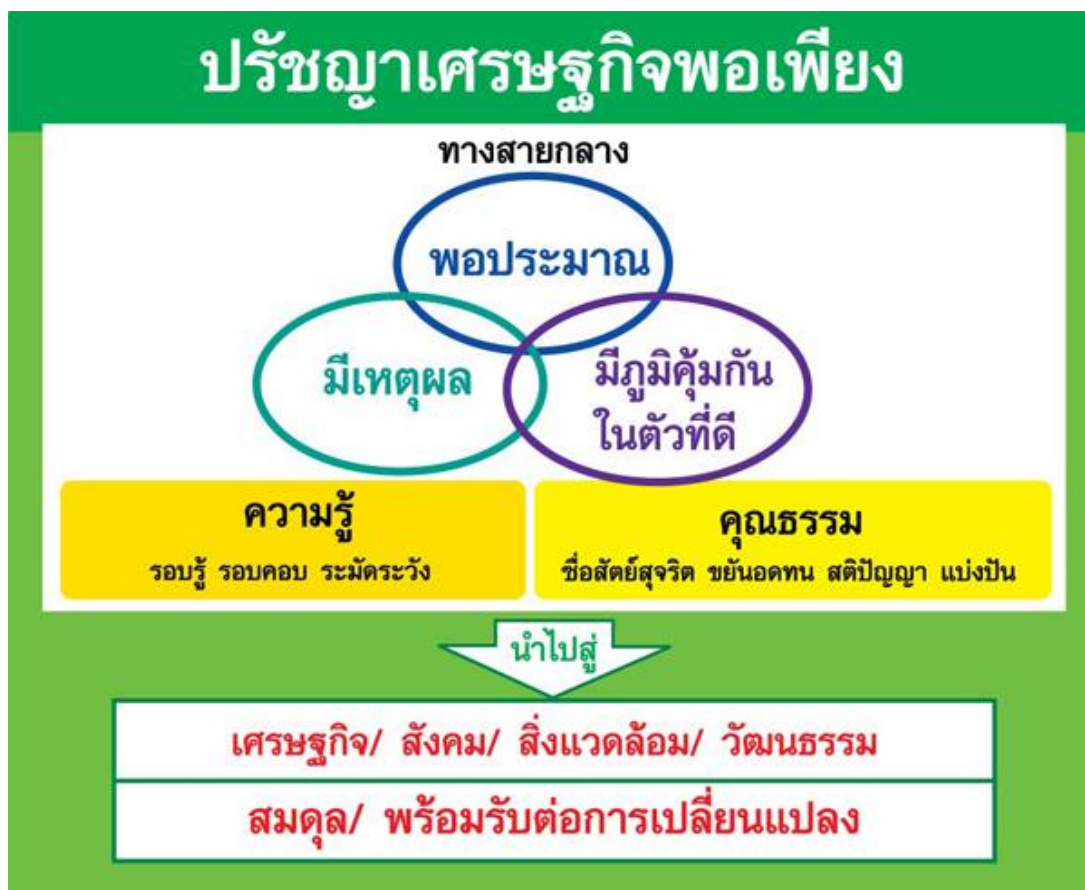 ปรัชญาเศรษฐกิจพอเพียง
ทางสายกลาง
พอประมาณ
มีเหตุผล
มีภูมิคุ้มกัน
ในตัวที่ดี
ความรู้
รอบรู้ รอบคอบ ระมัดระวัง
คุณธรรม
ซื่อสัตย์สุจริต ขยันอดทน สติปัญญา แบ่งปัน
นำไปสู่
เศรษฐกิจ/ สังคม/ สิ่งแวดล้อม/ วัฒนธรรม
สมดุล/ พร้อมรับต่อการเปลี่ยนแปลง